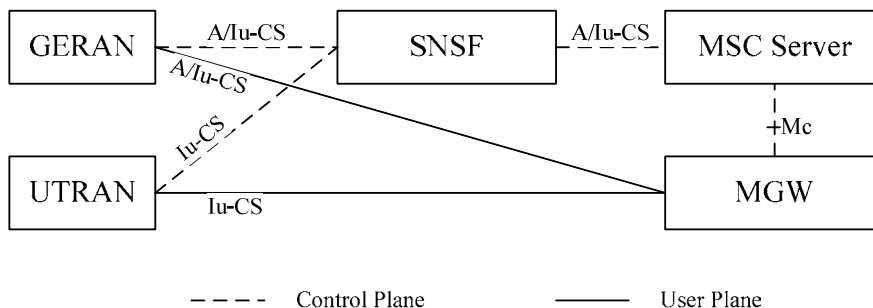 GERAN
A/Iu-CS
SNSF
A/Iu-CS
MSC Server
A/Iu-CS
Iu-CS
Mc
UTRAN
Iu-CS
MGW
Control Plane
User Plane